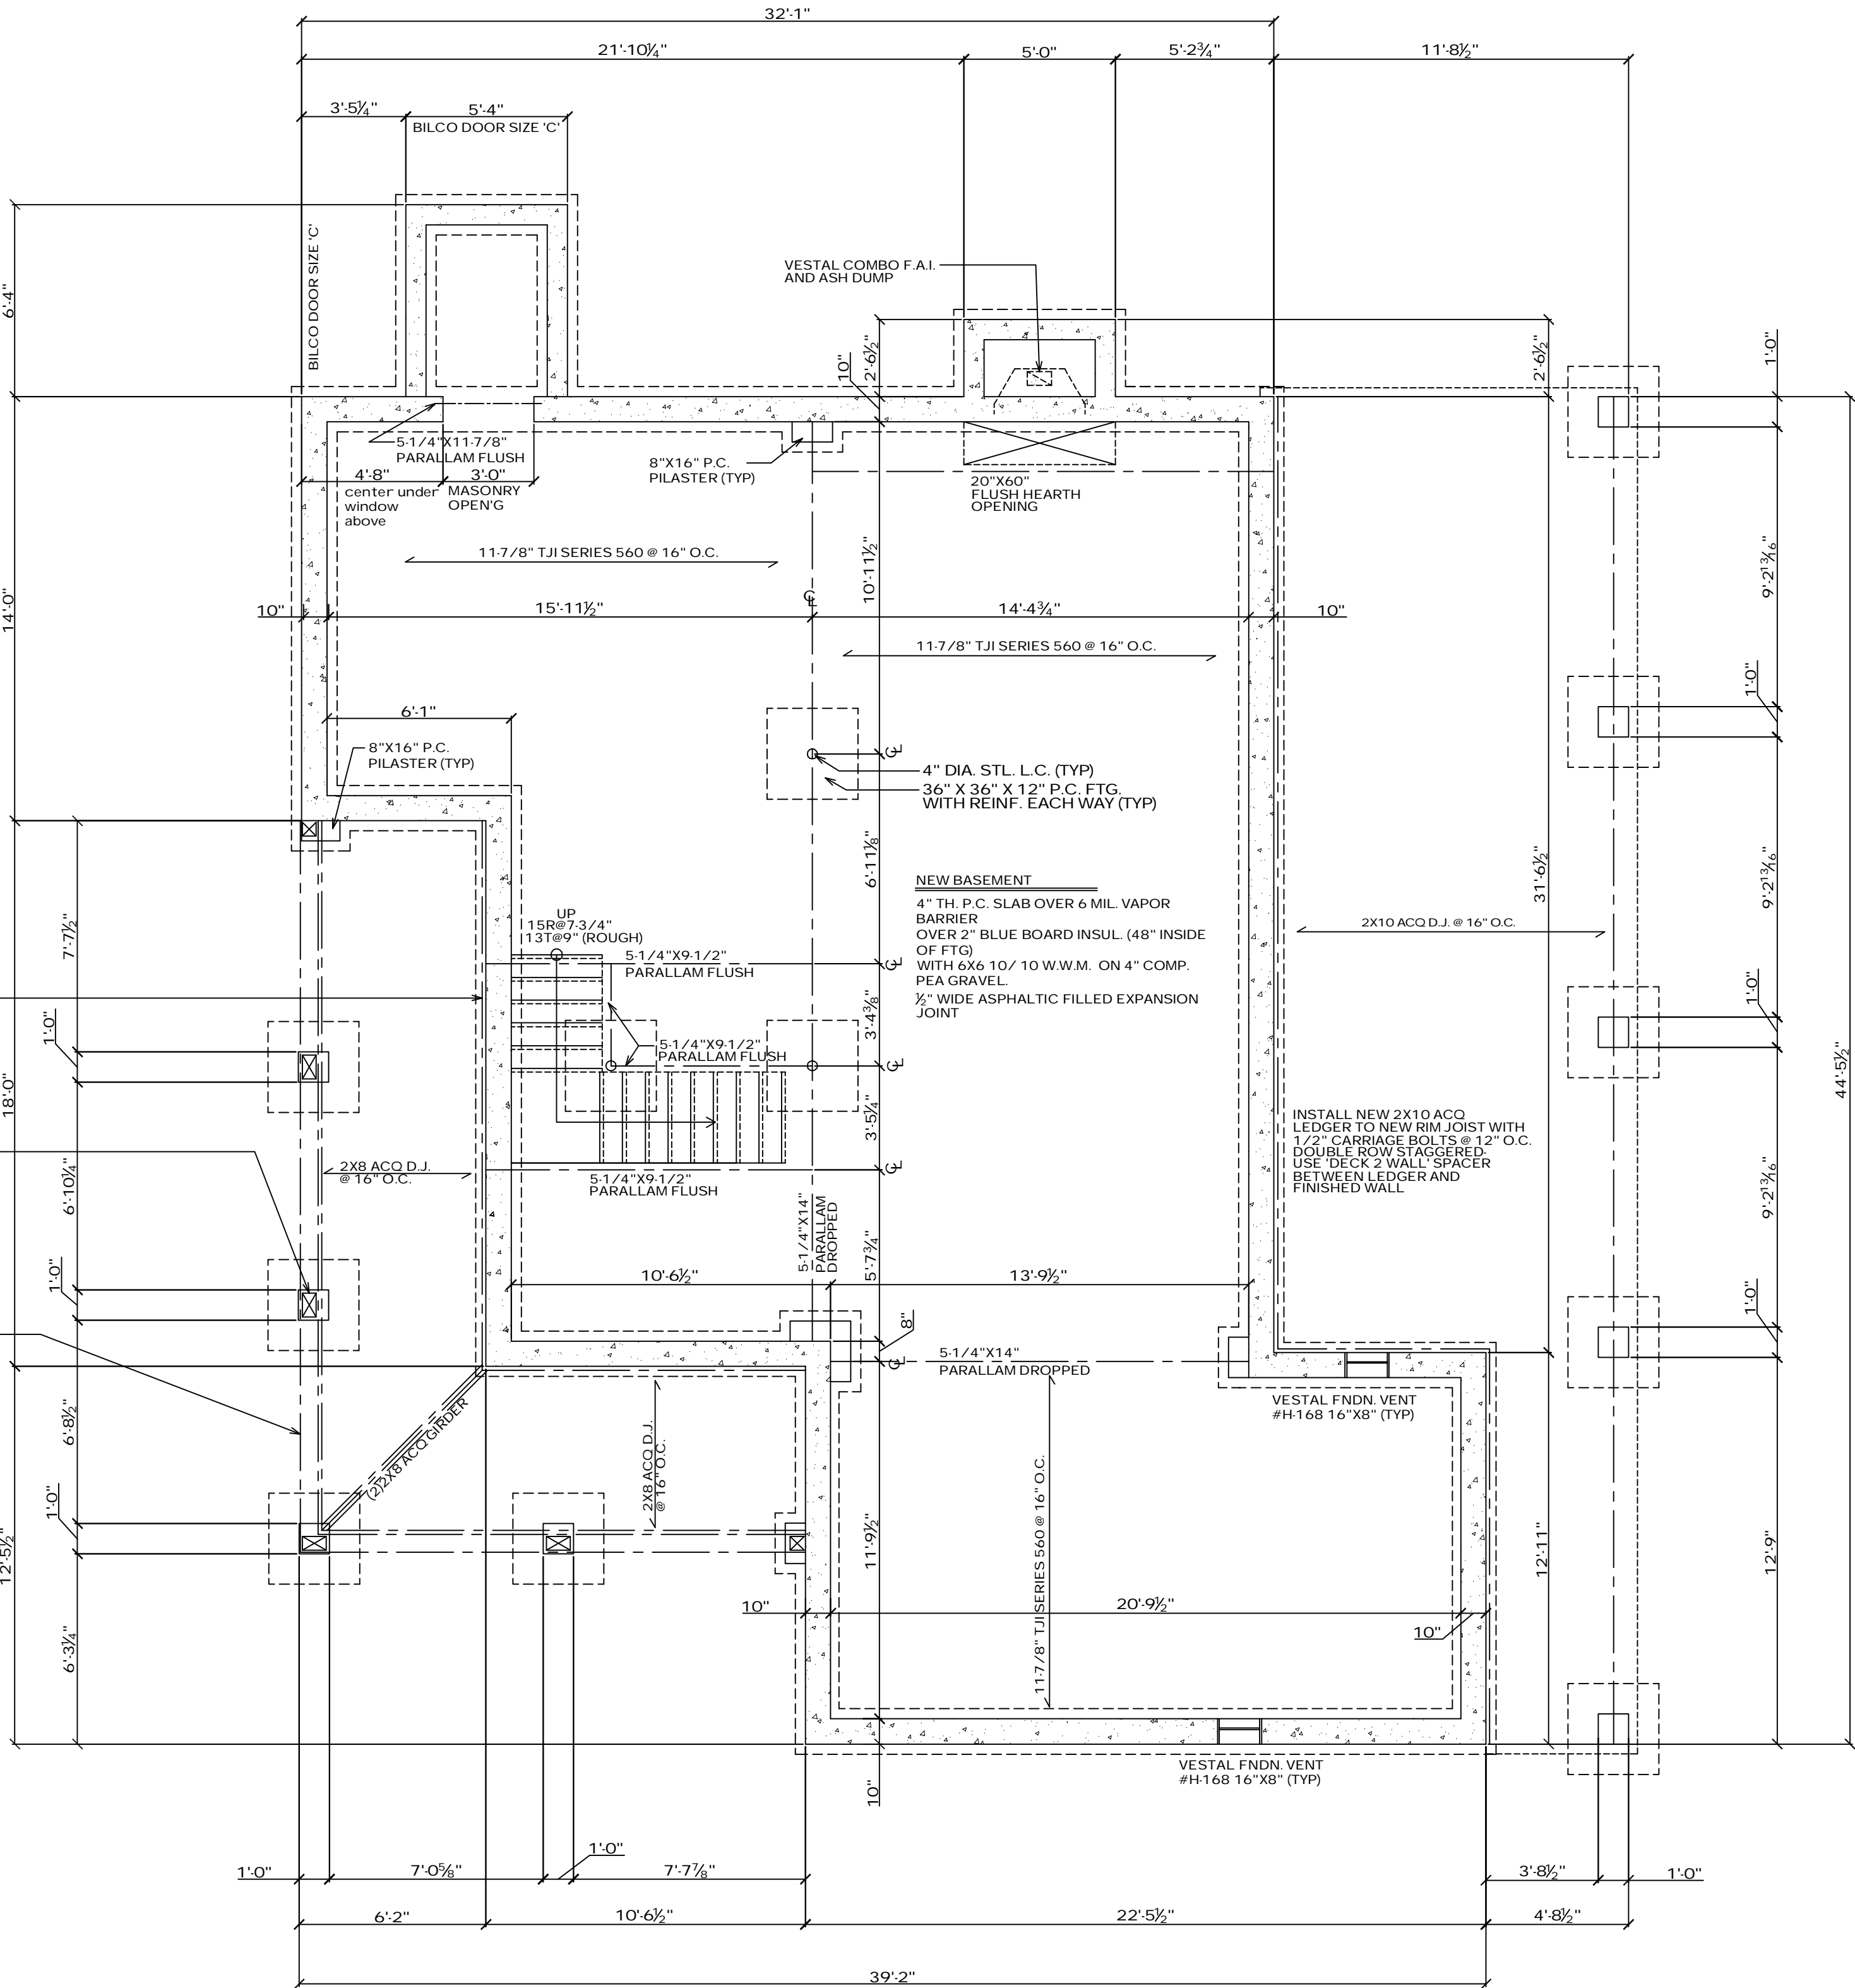 32'-1"
21'-10¼"
5'-0"
5'-2¾"
11'-8½"
3'-5¼"
5'-4"
BILCO DOOR SIZE 'C'
BILCO DOOR SIZE 'C'
6'-4"
VESTAL COMBO F.A.I.
AND ASH DUMP
10"
2'-6½"
2'-6½"
1'-0"
5-1/4"X11-7/8"
PARALLAM FLUSH
4'-8"
3'-0"
center under
window
above
MASONRY
OPEN'G
8"X16" P.C.
PILASTER (TYP)
20"X60"
FLUSH HEARTH
OPENING
11-7/8" TJI SERIES 560 @ 16" O.C.
10'-11½"
9'-2¹³⁄₁₆"
14'-0"
10"
15'-11½"
℄
14'-4¾"
10"
11-7/8" TJI SERIES 560 @ 16" O.C.
1'-0"
6'-1"
8"X16" P.C.
PILASTER (TYP)
℄
4" DIA. STL. L.C. (TYP)
36" X 36" X 12" P.C. FTG.
WITH REINF. EACH WAY (TYP)
6'-11⅛"
31'-6½"
9'-2¹³⁄₁₆"
NEW BASEMENT
4" TH. P.C. SLAB OVER 6 MIL. VAPOR
BARRIER
OVER 2" BLUE BOARD INSUL. (48" INSIDE
OF FTG)
WITH 6X6 10/ 10 W.W.M. ON 4" COMP.
PEA GRAVEL.
½" WIDE ASPHALTIC FILLED EXPANSION
JOINT
2X10 ACQ D.J. @ 16" O.C.
7'-7½"
UP
15R@7-3/4"
13T@9" (ROUGH)
5-1/4"X9-1/2"
PARALLAM FLUSH
℄
3'-4⅜"
1'-0"
1'-0"
5-1/4"X9-1/2"
PARALLAM FLUSH
℄
44'-5½"
18'-0"
3'-5¼"
INSTALL NEW 2X10 ACQ
LEDGER TO NEW RIM JOIST WITH
1/2" CARRIAGE BOLTS @ 12" O.C.
DOUBLE ROW STAGGERED.
USE 'DECK 2 WALL' SPACER
BETWEEN LEDGER AND
FINISHED WALL
6'-10¼"
2X8 ACQ D.J.
@ 16" O.C.
5-1/4"X9-1/2"
PARALLAM FLUSH
℄
9'-2¹³⁄₁₆"
5-1/4"X14"
PARALLAM
DROPPED
5'-7¾"
1'-0"
10'-6½"
13'-9½"
1'-0"
8"
℄
5-1/4"X14"
PARALLAM DROPPED
VESTAL FNDN. VENT
#H-168 16"X8" (TYP)
6'-8½"
(2)2X8 ACQ GIRDER
2X8 ACQ D.J.
@ 16" O.C.
1'-0"
12'-5½"
11'-9½"
11-7/8" TJI SERIES 560 @ 16" O.C.
12'-11"
12'-9"
10"
20'-9½"
10"
6'-3¼"
VESTAL FNDN. VENT
#H-168 16"X8" (TYP)
10"
1'-0"
7'-0⅝"
1'-0"
7'-7⅞"
3'-8½"
1'-0"
6'-2"
10'-6½"
22'-5½"
4'-8½"
39'-2"